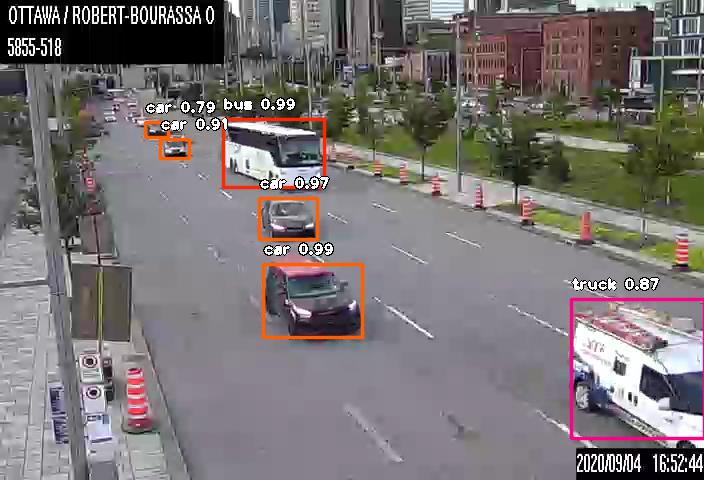 OTTAWA / ROBERT-BOURASSA O
5855-518
car 0.79
bus 0.99
car 0.91
car 0.97
car 0.99
truck 0.87
2020/09/04 16:52:44